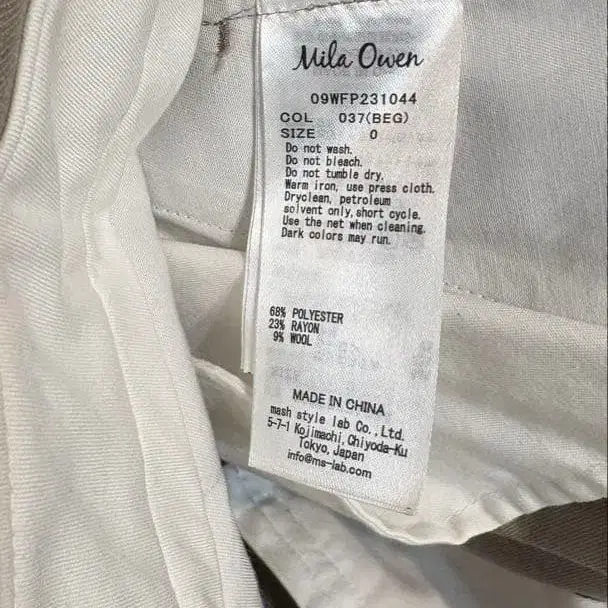 Mila Owen
09WFP231044
COL 037(BEG)
SIZE 0
Do not wash.
Do not bleach.
Do not tumble dry.
Warm iron, use press cloth.
Dryclean, petroleum
solvent only, short cycle.
Use the net when cleaning.
Dark colors may run.
68% POLYESTER
23% RAYON
9% WOOL
MADE IN CHINA
mash style lab Co.,Ltd.
5-7-1 Kojimachi, Chiyoda-Ku
Tokyo, Japan
info@ms-lab.com